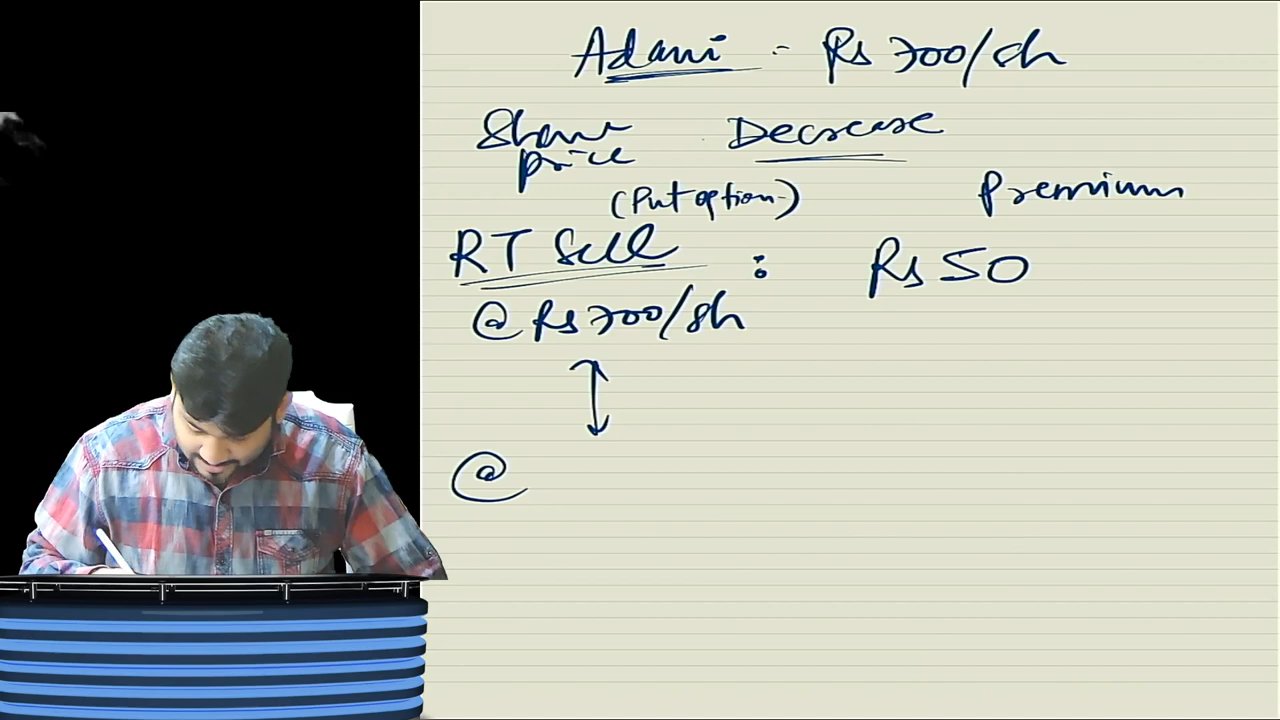 Adani - Rs 700/sh
Share price Decrease
(Put option)
Premium
RT Sell : Rs 50
@ Rs 700/sh
@